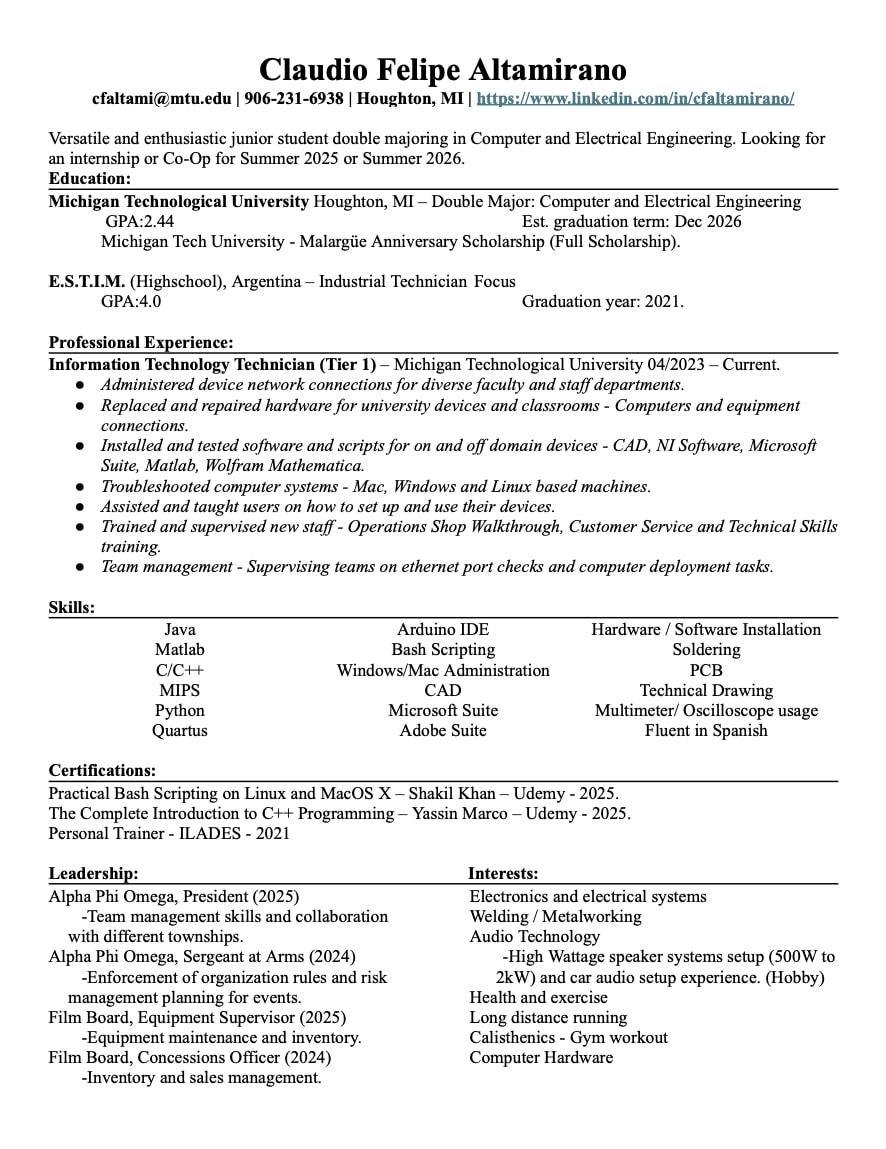 Claudio Felipe Altamirano
cfaltami@mtu.edu | 906-231-6938 | Houghton, MI | https://www.linkedin.com/in/cfaltamirano/
Versatile and enthusiastic junior student double majoring in Computer and Electrical Engineering. Looking for
an internship or Co-Op for Summer 2025 or Summer 2026.
Education:
Michigan Technological University Houghton, MI – Double Major: Computer and Electrical Engineering
GPA:2.44 Est. graduation term: Dec 2026
Michigan Tech University - Malargüe Anniversary Scholarship (Full Scholarship).
E.S.T.I.M. (Highschool), Argentina – Industrial Technician Focus
GPA:4.0 Graduation year: 2021.
Professional Experience:
Information Technology Technician (Tier 1) – Michigan Technological University 04/2023 – Current.
● Administered device network connections for diverse faculty and staff departments.
● Replaced and repaired hardware for university devices and classrooms - Computers and equipment
connections.
● Installed and tested software and scripts for on and off domain devices - CAD, NI Software, Microsoft
Suite, Matlab, Wolfram Mathematica.
● Troubleshooted computer systems - Mac, Windows and Linux based machines.
● Assisted and taught users on how to set up and use their devices.
● Trained and supervised new staff - Operations Shop Walkthrough, Customer Service and Technical Skills
training.
● Team management - Supervising teams on ethernet port checks and computer deployment tasks.
Skills:
Java Arduino IDE Hardware / Software Installation
Matlab Bash Scripting Soldering
C/C++ Windows/Mac Administration PCB
MIPS CAD Technical Drawing
Python Microsoft Suite Multimeter/ Oscilloscope usage
Quartus Adobe Suite Fluent in Spanish
Certifications:
Practical Bash Scripting on Linux and MacOS X – Shakil Khan – Udemy - 2025.
The Complete Introduction to C++ Programming – Yassin Marco – Udemy - 2025.
Personal Trainer - ILADES - 2021
Leadership:
Alpha Phi Omega, President (2025)
-Team management skills and collaboration
with different townships.
Alpha Phi Omega, Sergeant at Arms (2024)
-Enforcement of organization rules and risk
management planning for events.
Film Board, Equipment Supervisor (2025)
-Equipment maintenance and inventory.
Film Board, Concessions Officer (2024)
-Inventory and sales management.
Interests:
Electronics and electrical systems
Welding / Metalworking
Audio Technology
-High Wattage speaker systems setup (500W to
2kW) and car audio setup experience. (Hobby)
Health and exercise
Long distance running
Calisthenics - Gym workout
Computer Hardware